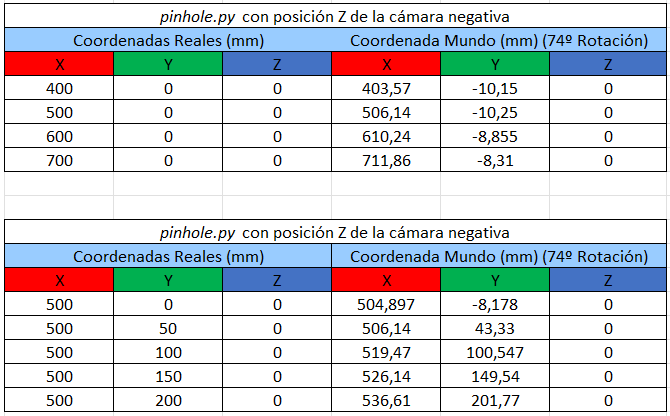 pinhole.py con posición Z de la cámara negativa
Coordenadas Reales (mm) Coordenada Mundo (mm) (74º Rotación)
X Y Z X Y Z
400 0 0 403,57 -10,15 0
500 0 0 506,14 -10,25 0
600 0 0 610,24 -8,855 0
700 0 0 711,86 -8,31 0
pinhole.py con posición Z de la cámara negativa
Coordenadas Reales (mm) Coordenada Mundo (mm) (74º Rotación)
X Y Z X Y Z
500 0 0 504,897 -8,178 0
500 50 0 506,14 43,33 0
500 100 0 519,47 100,547 0
500 150 0 526,14 149,54 0
500 200 0 536,61 201,77 0